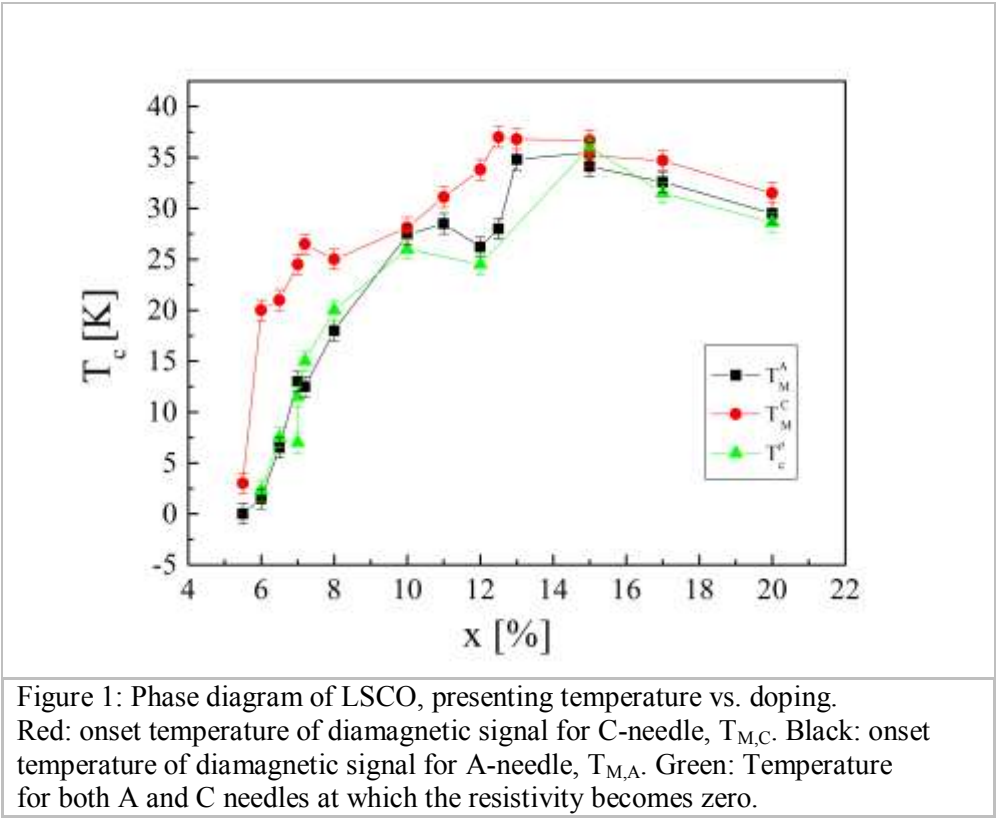 40
35
30
25
20
15
10
5
0
-5
4 6 8 10 12 14 16 18 20 22
T_c [K]
x [%]
T_M^A
T_M^C
T_c^ρ
Figure 1: Phase diagram of LSCO, presenting temperature vs. doping.
Red: onset temperature of diamagnetic signal for C-needle, T_{M,C}. Black: onset
temperature of diamagnetic signal for A-needle, T_{M,A}. Green: Temperature
for both A and C needles at which the resistivity becomes zero.